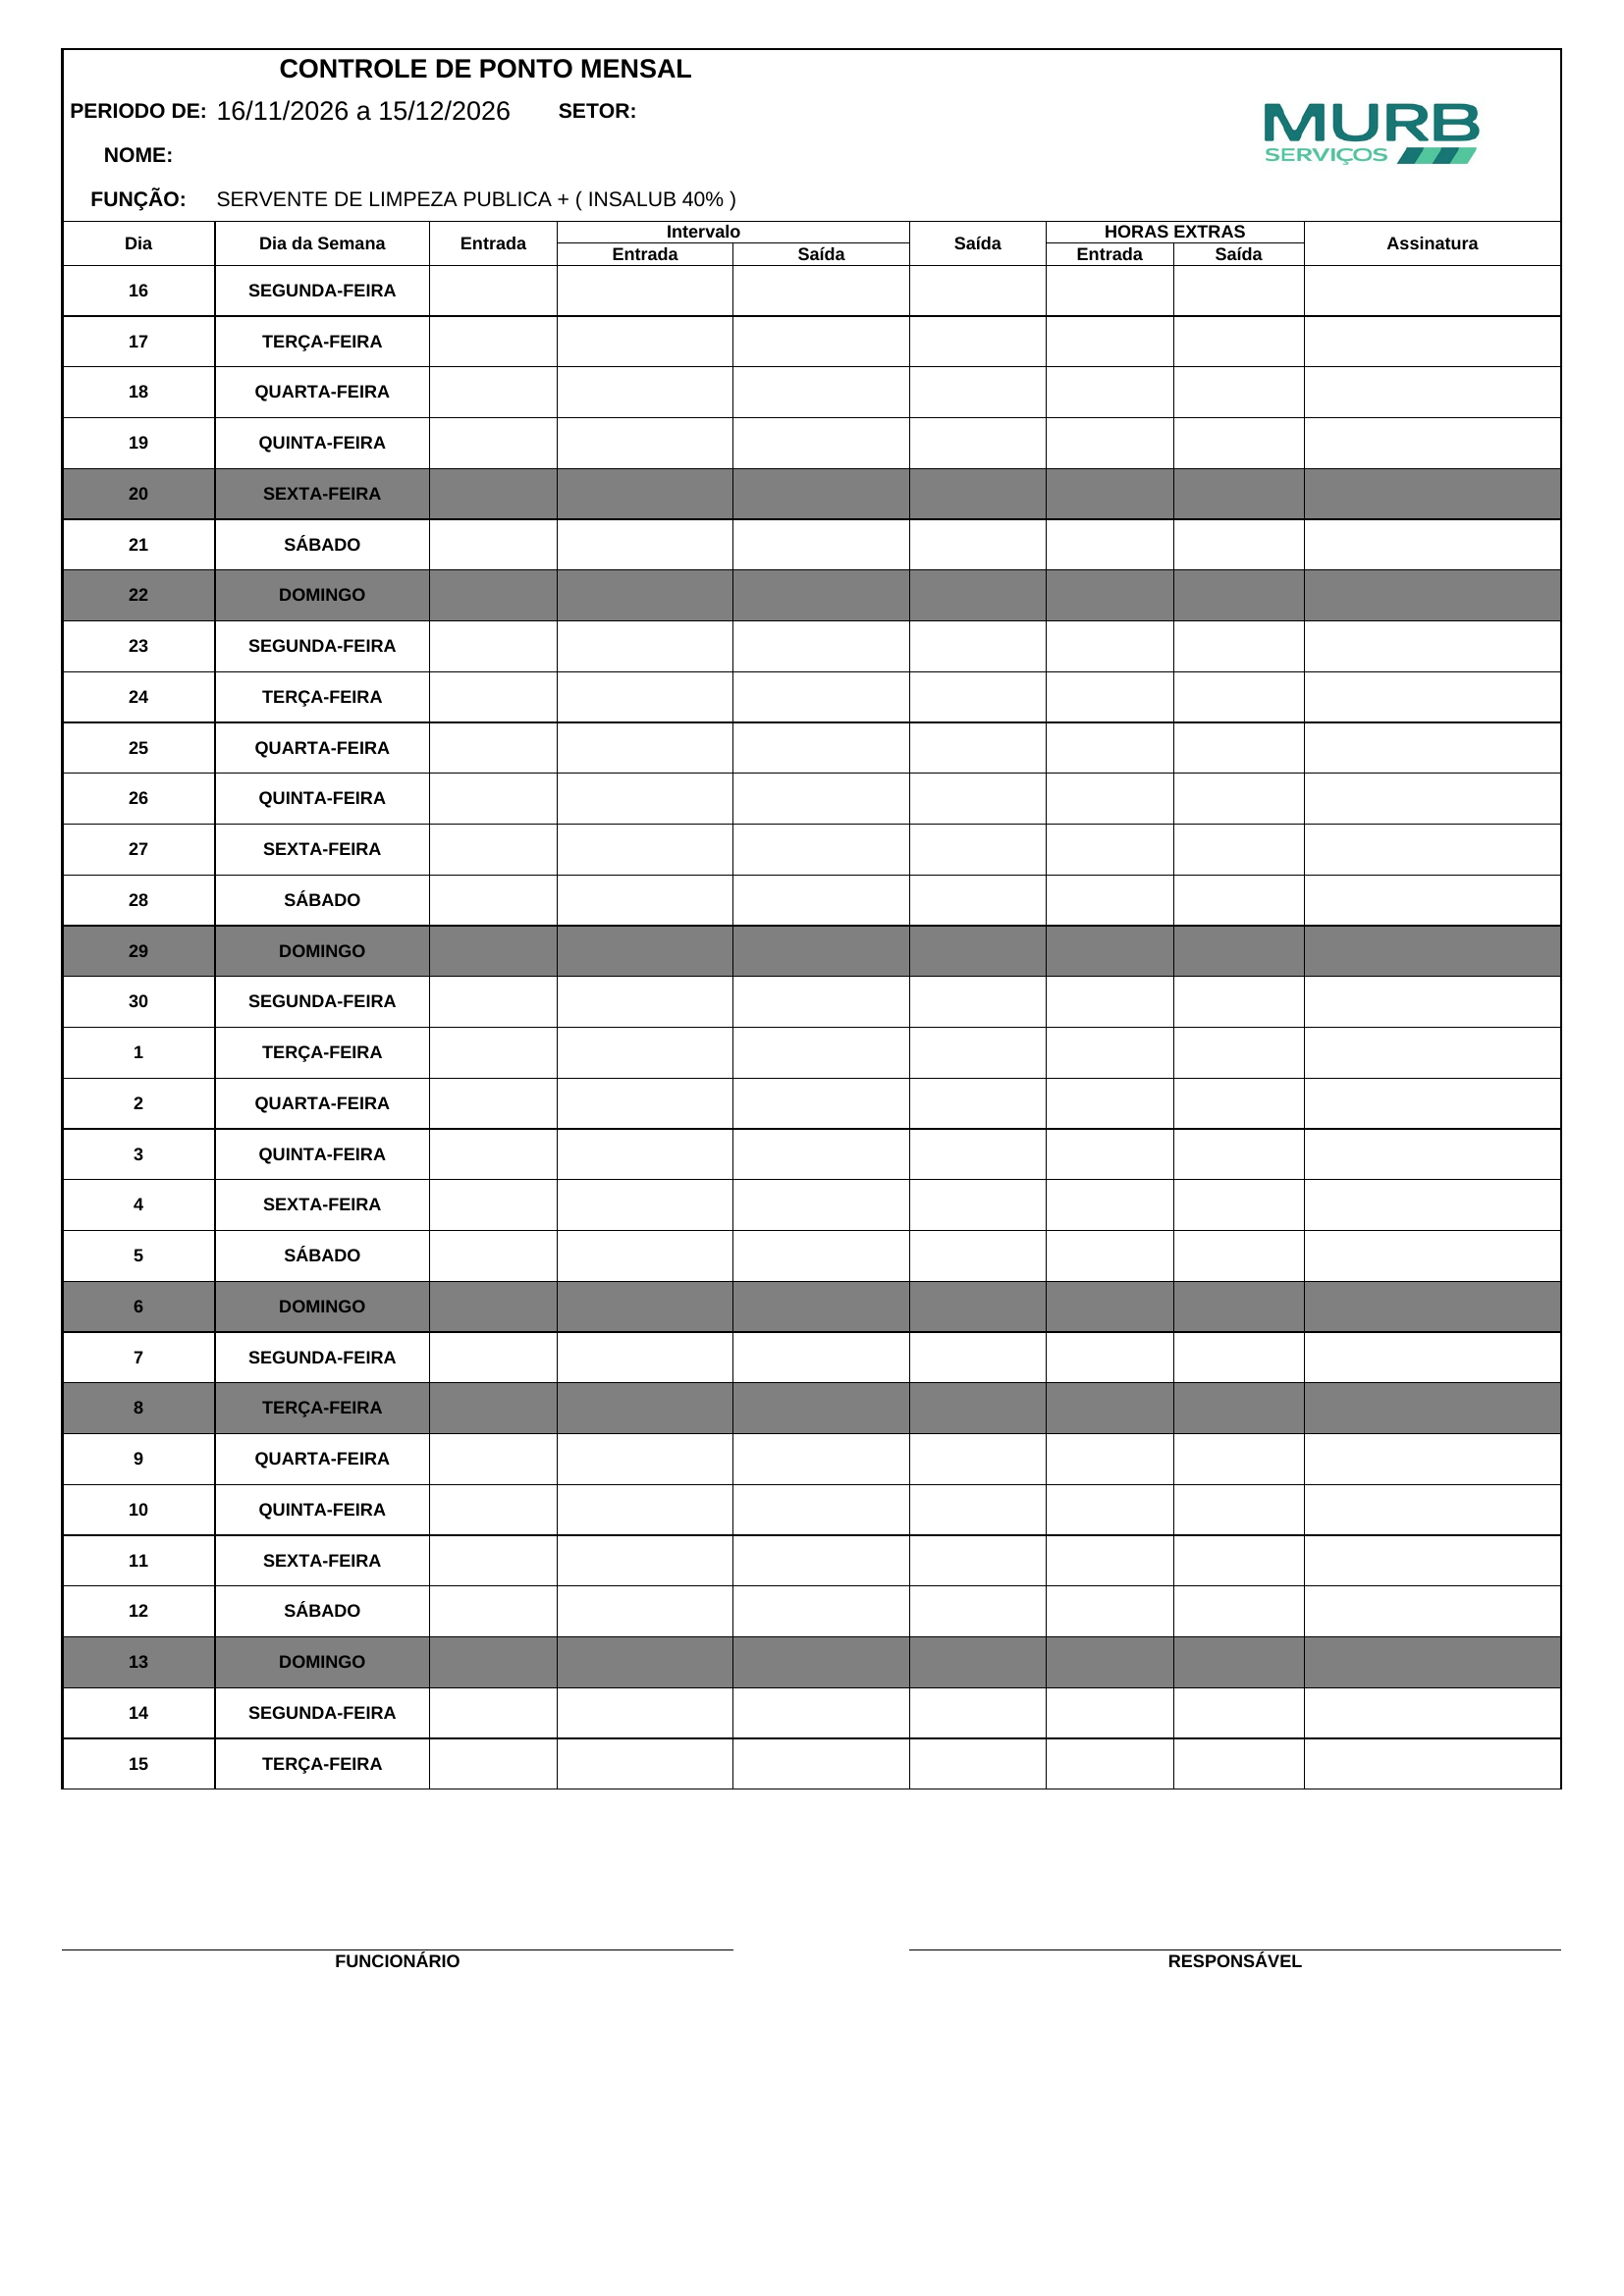 CONTROLE DE PONTO MENSAL
PERIODO DE: 16/11/2026 a 15/12/2026 SETOR:
MURB
SERVIÇOS
NOME:
FUNÇÃO: SERVENTE DE LIMPEZA PUBLICA + ( INSALUB 40% )
Dia Dia da Semana Entrada Intervalo Saída HORAS EXTRAS Assinatura
Entrada Saída Entrada Saída
16 SEGUNDA-FEIRA
17 TERÇA-FEIRA
18 QUARTA-FEIRA
19 QUINTA-FEIRA
20 SEXTA-FEIRA
21 SÁBADO
22 DOMINGO
23 SEGUNDA-FEIRA
24 TERÇA-FEIRA
25 QUARTA-FEIRA
26 QUINTA-FEIRA
27 SEXTA-FEIRA
28 SÁBADO
29 DOMINGO
30 SEGUNDA-FEIRA
1 TERÇA-FEIRA
2 QUARTA-FEIRA
3 QUINTA-FEIRA
4 SEXTA-FEIRA
5 SÁBADO
6 DOMINGO
7 SEGUNDA-FEIRA
8 TERÇA-FEIRA
9 QUARTA-FEIRA
10 QUINTA-FEIRA
11 SEXTA-FEIRA
12 SÁBADO
13 DOMINGO
14 SEGUNDA-FEIRA
15 TERÇA-FEIRA
FUNCIONÁRIO RESPONSÁVEL